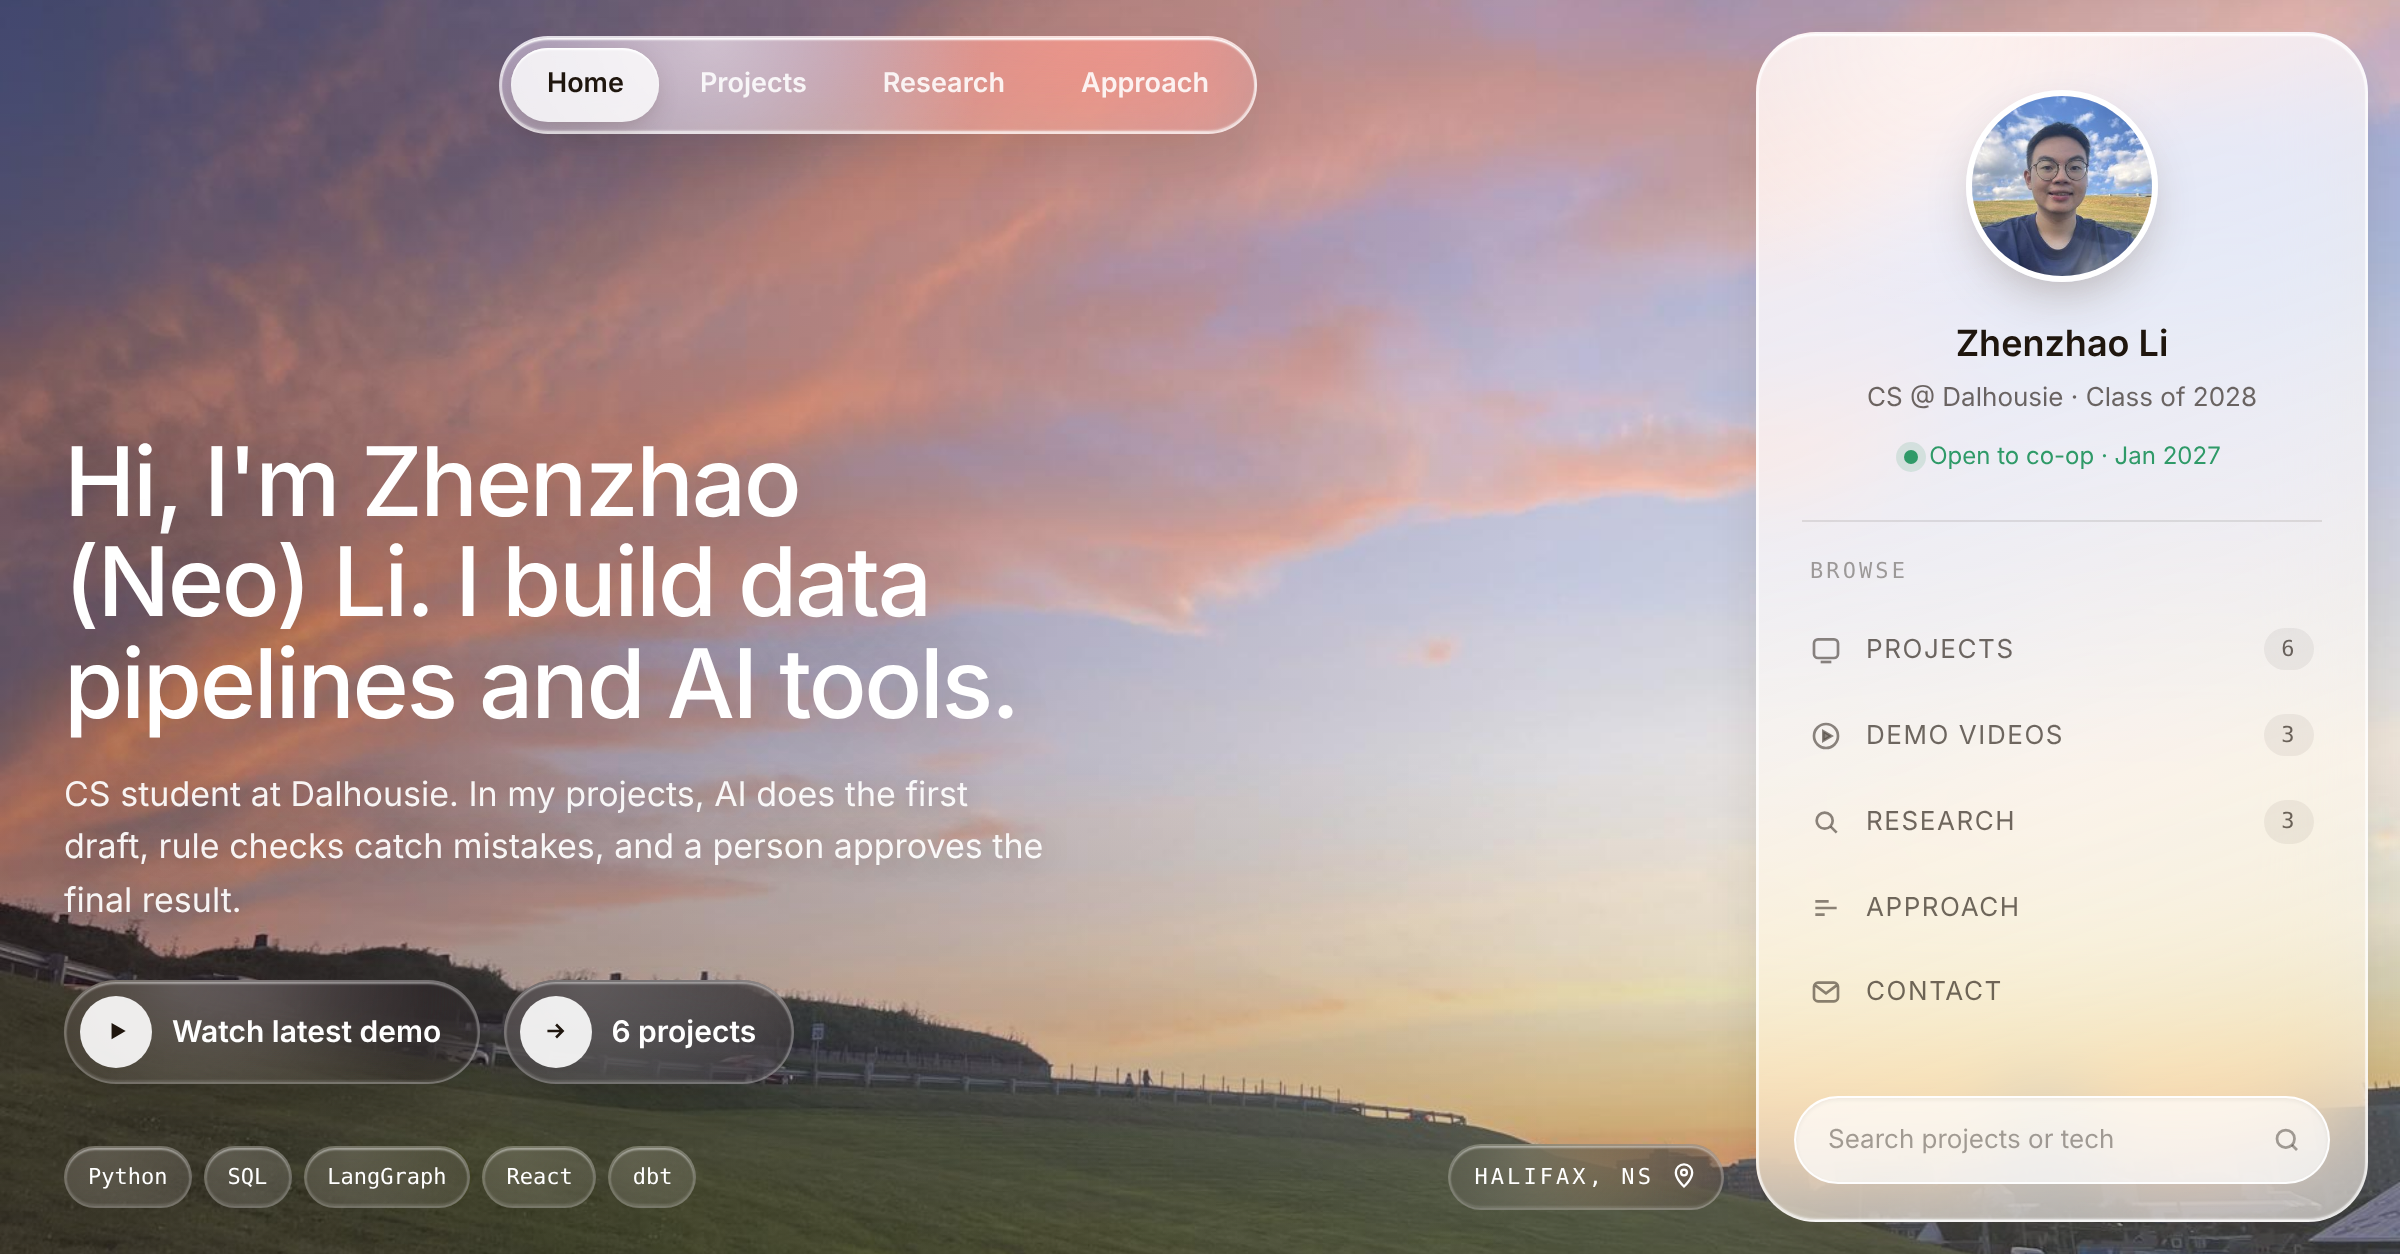 Home
Projects
Research
Approach
Hi, I'm Zhenzhao
(Neo) Li. I build data
pipelines and AI tools.
CS student at Dalhousie. In my projects, AI does the first
draft, rule checks catch mistakes, and a person approves the
final result.
Watch latest demo
6 projects
Python
SQL
LangGraph
React
dbt
HALIFAX, NS
Zhenzhao Li
CS @ Dalhousie · Class of 2028
Open to co-op · Jan 2027
BROWSE
PROJECTS 6
DEMO VIDEOS 3
RESEARCH 3
APPROACH
CONTACT
Search projects or tech